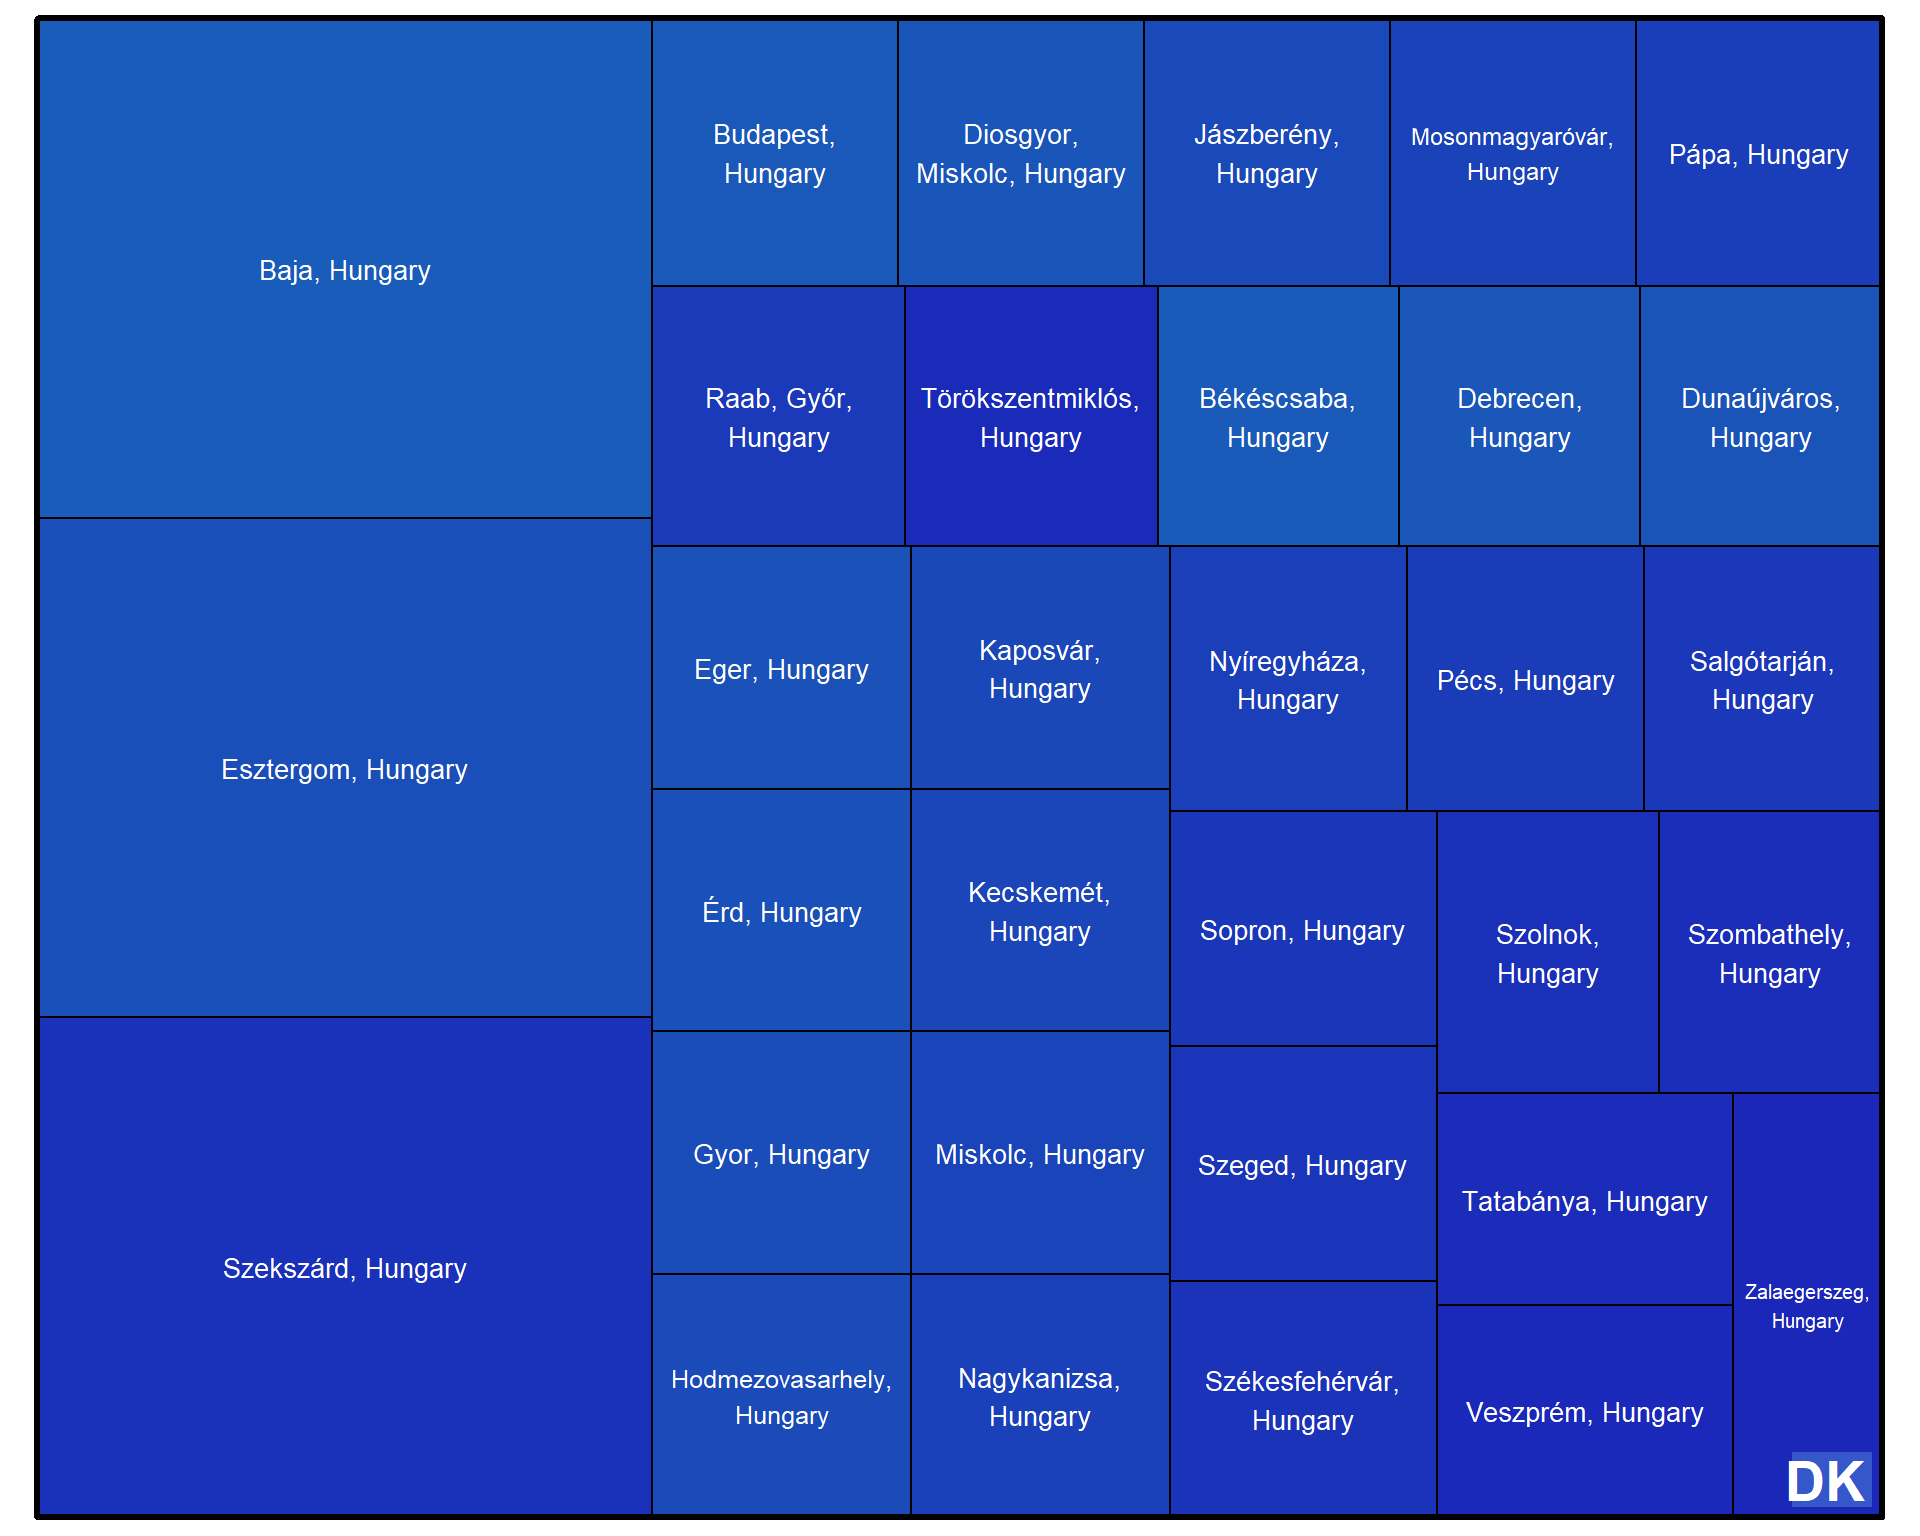 Baja, Hungary
Esztergom, Hungary
Szekszárd, Hungary
Budapest,
Hungary
Diosgyor,
Miskolc, Hungary
Jászberény,
Hungary
Mosonmagyaróvár,
Hungary
Pápa, Hungary
Raab, Győr,
Hungary
Törökszentmiklós,
Hungary
Békéscsaba,
Hungary
Debrecen,
Hungary
Dunaújváros,
Hungary
Eger, Hungary
Kaposvár,
Hungary
Érd, Hungary
Kecskemét,
Hungary
Gyor, Hungary
Miskolc, Hungary
Hodmezovasarhely,
Hungary
Nagykanizsa,
Hungary
Nyíregyháza,
Hungary
Pécs, Hungary
Salgótarján,
Hungary
Sopron, Hungary
Szolnok,
Hungary
Szombathely,
Hungary
Szeged, Hungary
Székesfehérvár,
Hungary
Tatabánya, Hungary
Veszprém, Hungary
Zalaegerszeg,
Hungary
DK